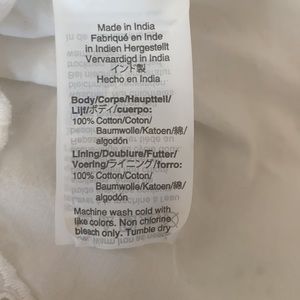 Made in India
Fabriqué en Inde
in Indien Hergestellt
Vervaardigd in India
インド製
Hecho en India
Body/Corps/Hauptteil/
Lijf/ボディ/cuerpo:
100% Cotton/Coton/
Baumwolle/Katoen/綿/
algodón
Lining/Doublure/Futter/
Voering/ライニング/forro:
100% Cotton/Coton/
Baumwolle/Katoen/綿/
algodón
Machine wash cold with
like colors. Non chlorine
bleach only. Tumble dry